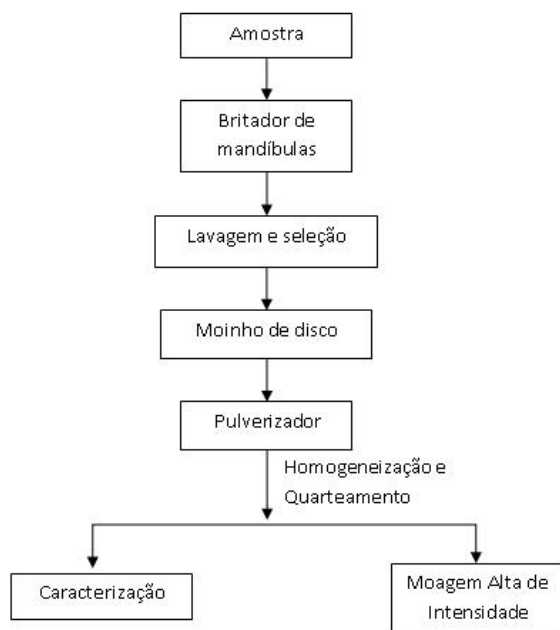 Amostra
Britador de
mandíbulas
Lavagem e seleção
Moinho de disco
Pulverizador
Homogeneização e
Quarteamento
Caracterização
Moagem Alta de
Intensidade